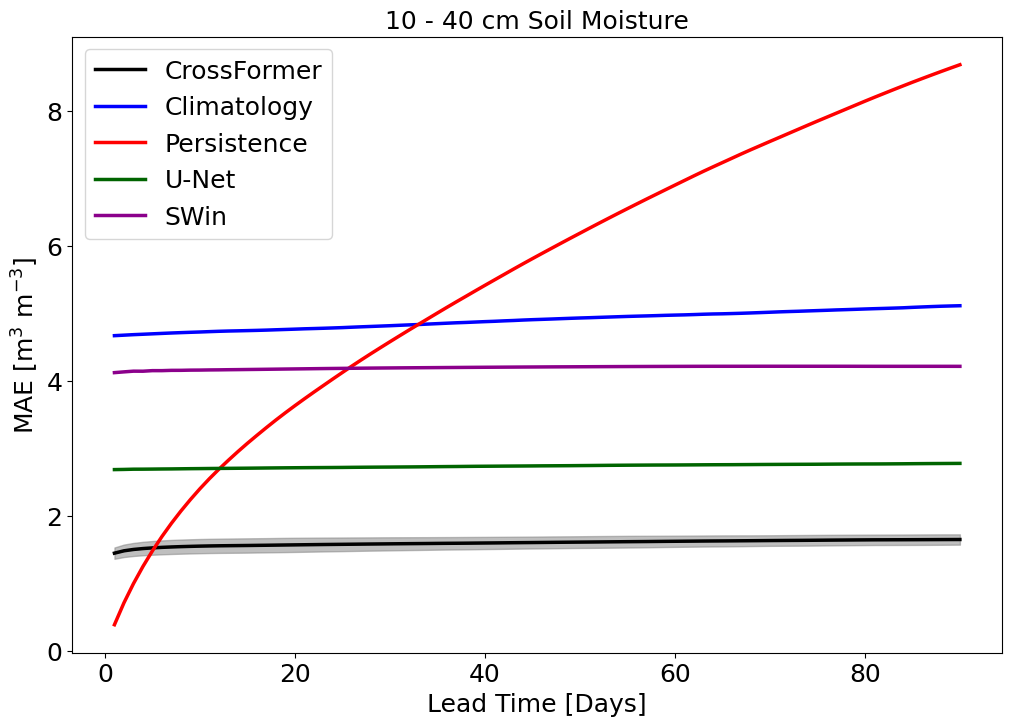 10 - 40 cm Soil Moisture
CrossFormer
Climatology
Persistence
U-Net
SWin
MAE [m³ m⁻³]
8
6
4
2
0
0 20 40 60 80
Lead Time [Days]